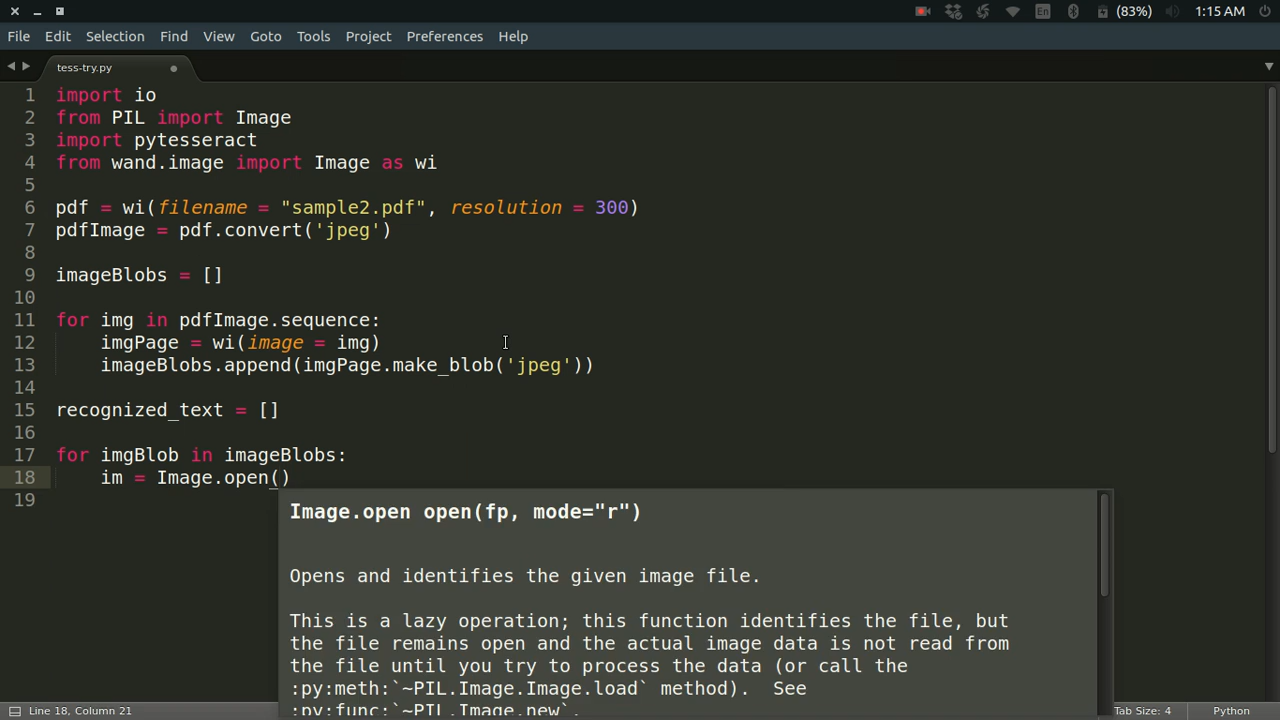 En (83%) 1:15 AM
File Edit Selection Find View Goto Tools Project Preferences Help
tess-try.py
1 import io
2 from PIL import Image
3 import pytesseract
4 from wand.image import Image as wi
5
6 pdf = wi(filename = "sample2.pdf", resolution = 300)
7 pdfImage = pdf.convert('jpeg')
8
9 imageBlobs = []
10
11 for img in pdfImage.sequence:
12     imgPage = wi(image = img)
13     imageBlobs.append(imgPage.make_blob('jpeg'))
14
15 recognized_text = []
16
17 for imgBlob in imageBlobs:
18     im = Image.open()
19
Image.open open(fp, mode="r")
Opens and identifies the given image file.
This is a lazy operation; this function identifies the file, but
the file remains open and the actual image data is not read from
the file until you try to process the data (or call the
:py:meth:`~PIL.Image.Image.load` method).  See
:py:func:`~PIL.Image.new`.
Line 18, Column 21 Tab Size: 4 Python